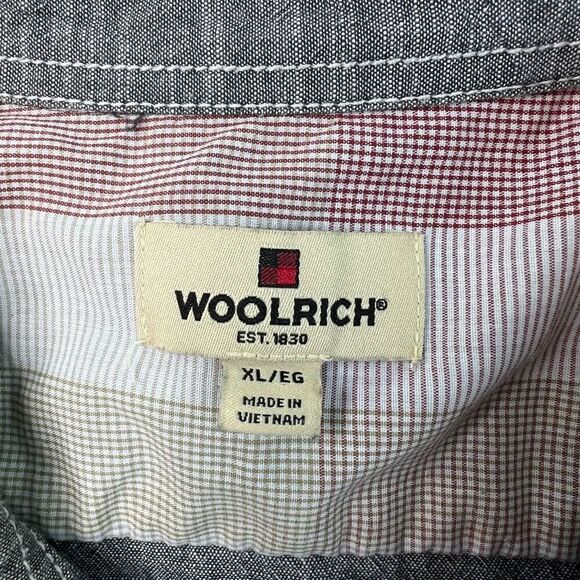 WOOLRICH®
EST. 1830
XL/EG
MADE IN
VIETNAM